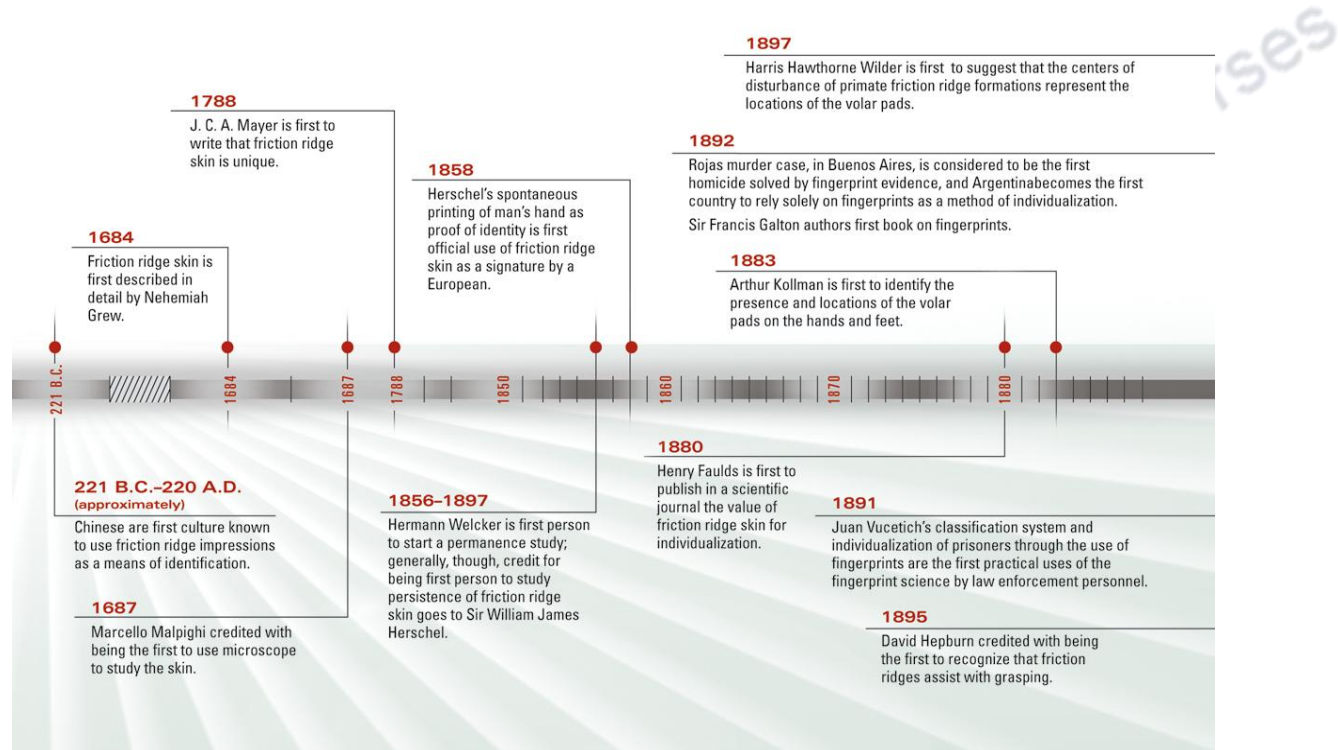 1897
Harris Hawthorne Wilder is first to suggest that the centers of
disturbance of primate friction ridge formations represent the
locations of the volar pads.
1788
J. C. A. Mayer is first to
write that friction ridge
skin is unique.
1892
Rojas murder case, in Buenos Aires, is considered to be the first
homicide solved by fingerprint evidence, and Argentinabecomes the first
country to rely solely on fingerprints as a method of individualization.
Sir Francis Galton authors first book on fingerprints.
1858
Herschel's spontaneous
printing of man's hand as
proof of identity is first
official use of friction ridge
skin as a signature by a
European.
1684
Friction ridge skin is
first described in
detail by Nehemiah
Grew.
1883
Arthur Kollman is first to identify the
presence and locations of the volar
pads on the hands and feet.
221 B.C.
1684
1687
1788
1850
1860
1870
1880
221 B.C.–220 A.D.
(approximately)
Chinese are first culture known
to use friction ridge impressions
as a means of identification.
1687
Marcello Malpighi credited with
being the first to use microscope
to study the skin.
1856–1897
Hermann Welcker is first person
to start a permanence study;
generally, though, credit for
being first person to study
persistence of friction ridge
skin goes to Sir William James
Herschel.
1880
Henry Faulds is first to
publish in a scientific
journal the value of
friction ridge skin for
individualization.
1891
Juan Vucetich's classification system and
individualization of prisoners through the use of
fingerprints are the first practical uses of the
fingerprint science by law enforcement personnel.
1895
David Hepburn credited with being
the first to recognize that friction
ridges assist with grasping.